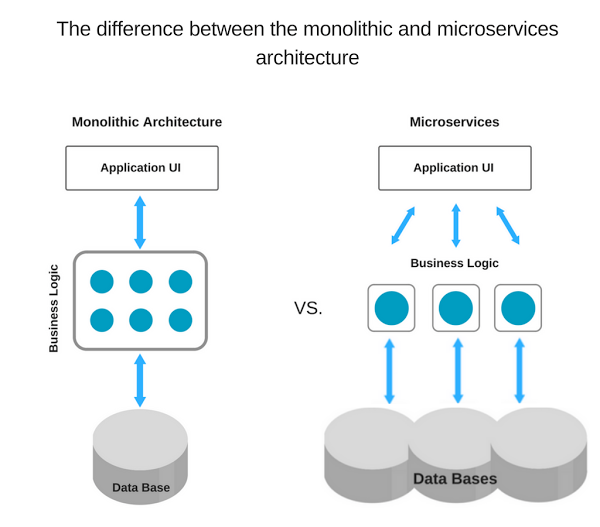 The difference between the monolithic and microservices
architecture
Monolithic Architecture
Application UI
Business Logic
Data Base
VS.
Microservices
Application UI
Business Logic
Data Bases